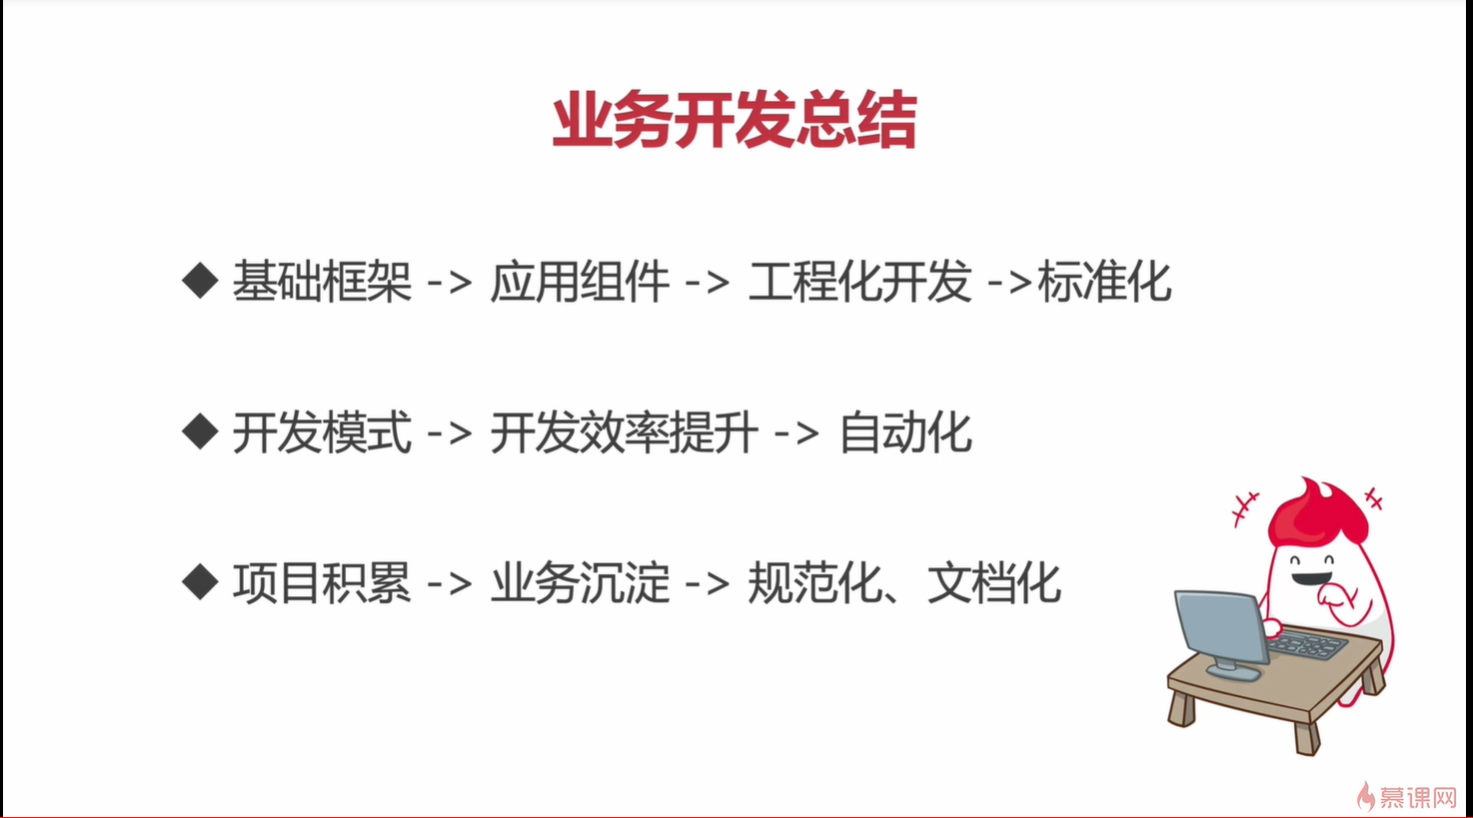 业务开发总结
◆ 基础框架 -> 应用组件 -> 工程化开发 ->标准化
◆ 开发模式 -> 开发效率提升 -> 自动化
◆ 项目积累 -> 业务沉淀 -> 规范化、文档化
慕课网